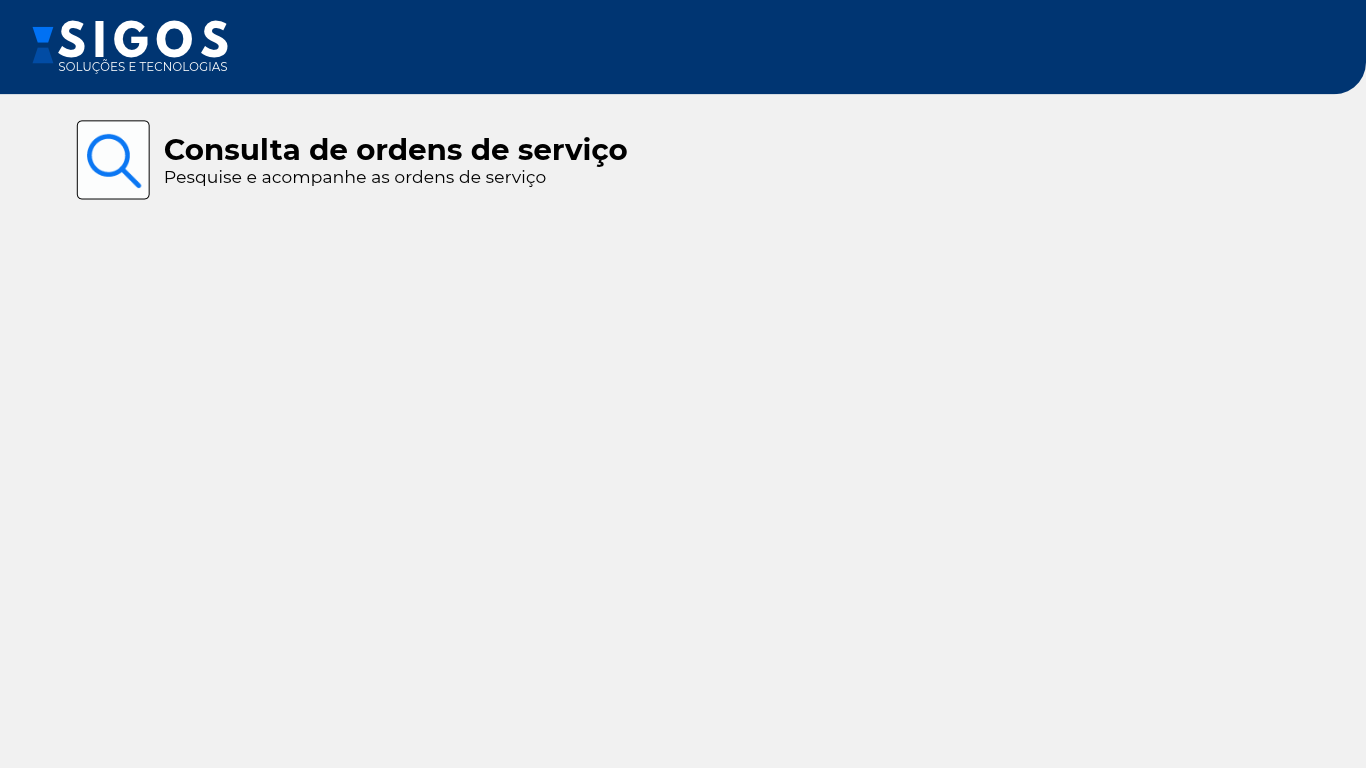 SIGOS
SOLUÇÕES E TECNOLOGIAS
Consulta de ordens de serviço
Pesquise e acompanhe as ordens de serviço